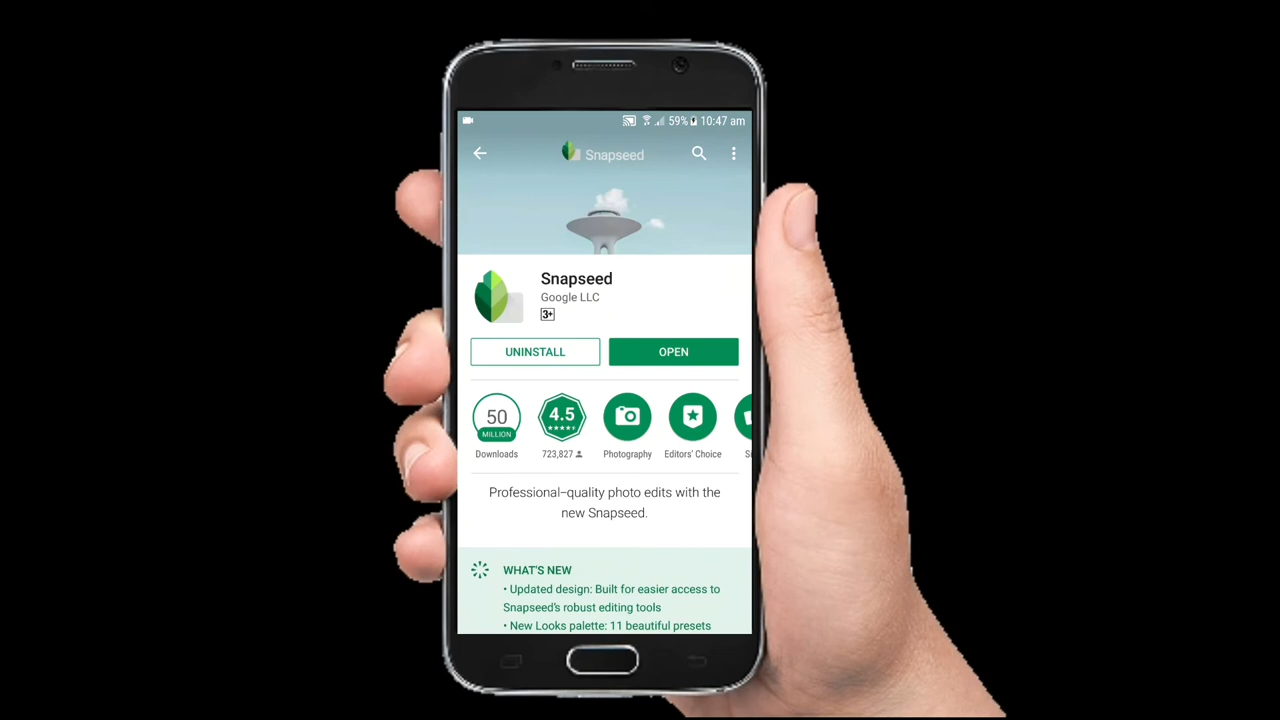 59% 10:47 am
Snapseed
Snapseed
Google LLC
3+
UNINSTALL
OPEN
50
MILLION
4.5
Downloads
723,827
Photography
Editors' Choice
Professional-quality photo edits with the
new Snapseed.
WHAT'S NEW
• Updated design: Built for easier access to
Snapseed's robust editing tools
• New Looks palette: 11 beautiful presets